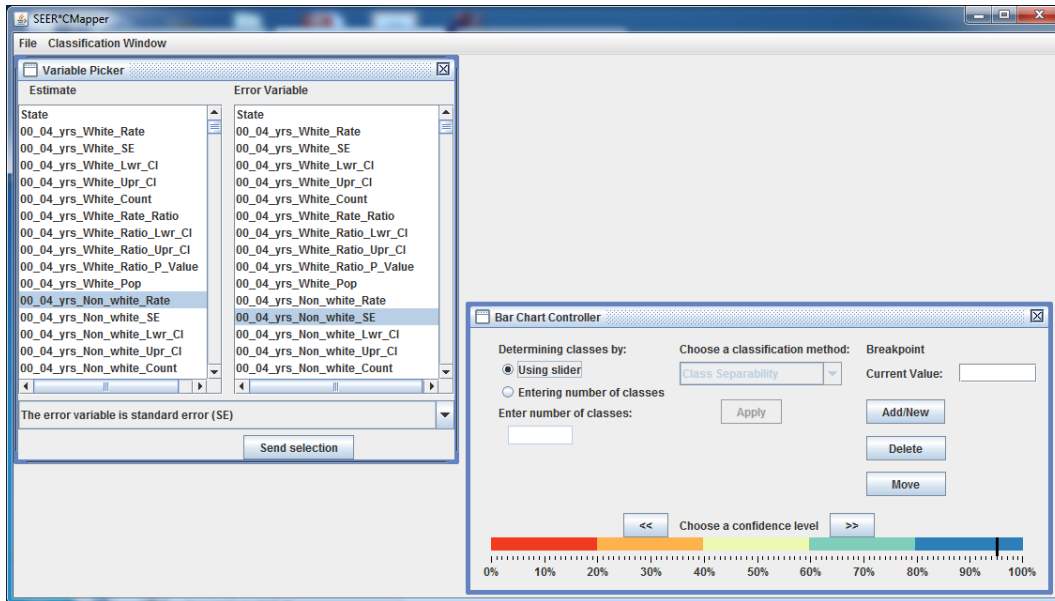 SEER*CMapper
File Classification Window
Variable Picker
Estimate
State
00_04_yrs_White_Rate
00_04_yrs_White_SE
00_04_yrs_White_Lwr_CI
00_04_yrs_White_Upr_CI
00_04_yrs_White_Count
00_04_yrs_White_Rate_Ratio
00_04_yrs_White_Ratio_Lwr_CI
00_04_yrs_White_Ratio_Upr_CI
00_04_yrs_White_Ratio_P_Value
00_04_yrs_White_Pop
00_04_yrs_Non_white_Rate
00_04_yrs_Non_white_SE
00_04_yrs_Non_white_Lwr_CI
00_04_yrs_Non_white_Upr_CI
00_04_yrs_Non_white_Count
Error Variable
State
00_04_yrs_White_Rate
00_04_yrs_White_SE
00_04_yrs_White_Lwr_CI
00_04_yrs_White_Upr_CI
00_04_yrs_White_Count
00_04_yrs_White_Rate_Ratio
00_04_yrs_White_Ratio_Lwr_CI
00_04_yrs_White_Ratio_Upr_CI
00_04_yrs_White_Ratio_P_Value
00_04_yrs_White_Pop
00_04_yrs_Non_white_Rate
00_04_yrs_Non_white_SE
00_04_yrs_Non_white_Lwr_CI
00_04_yrs_Non_white_Upr_CI
00_04_yrs_Non_white_Count
The error variable is standard error (SE)
Send selection
Bar Chart Controller
Determining classes by:
Using slider
Entering number of classes
Enter number of classes:
Choose a classification method:
Class Separability
Apply
Breakpoint
Current Value:
Add/New
Delete
Move
<< Choose a confidence level >>
0% 10% 20% 30% 40% 50% 60% 70% 80% 90% 100%